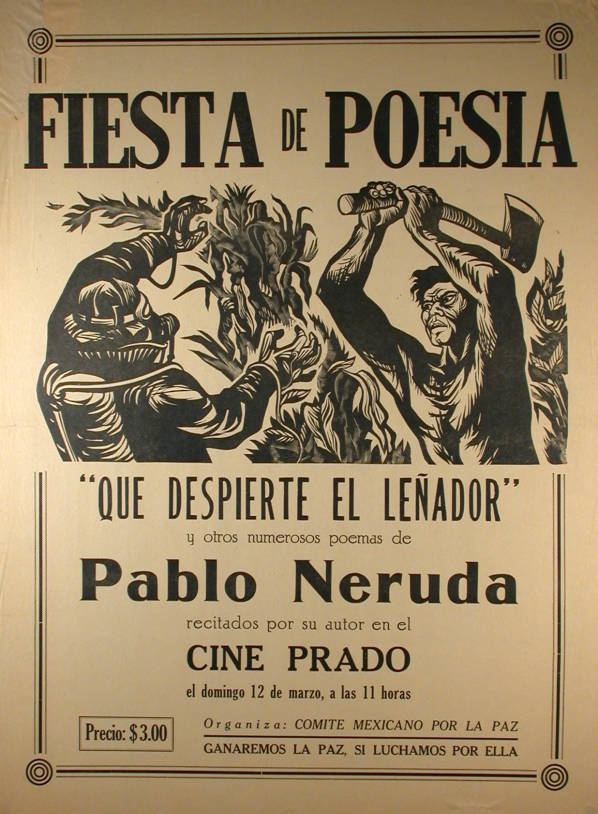 FIESTA DE POESIA
"QUE DESPIERTE EL LEÑADOR"
y otros numerosos poemas de
Pablo Neruda
recitados por su autor en el
CINE PRADO
el domingo 12 de marzo, a las 11 horas
Precio: $3.00
Organiza: COMITE MEXICANO POR LA PAZ
GANAREMOS LA PAZ, SI LUCHAMOS POR ELLA